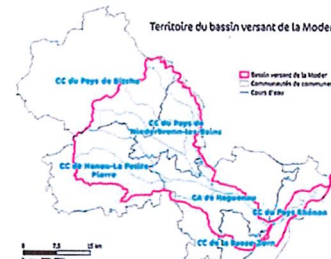 Territoire du bassin versant de la Moder
Bassin versant de la Moder
Communautés de communes
Cours d'eau
CC du Pays de Bitche
CC du Pays de
Niederbronn-les-Bains
CC de Hanau-La Petite
Pierre
CA de Haguenau
CC du Pays Rhénan
CC de la Basse-Zorn
0 7,5 15 km